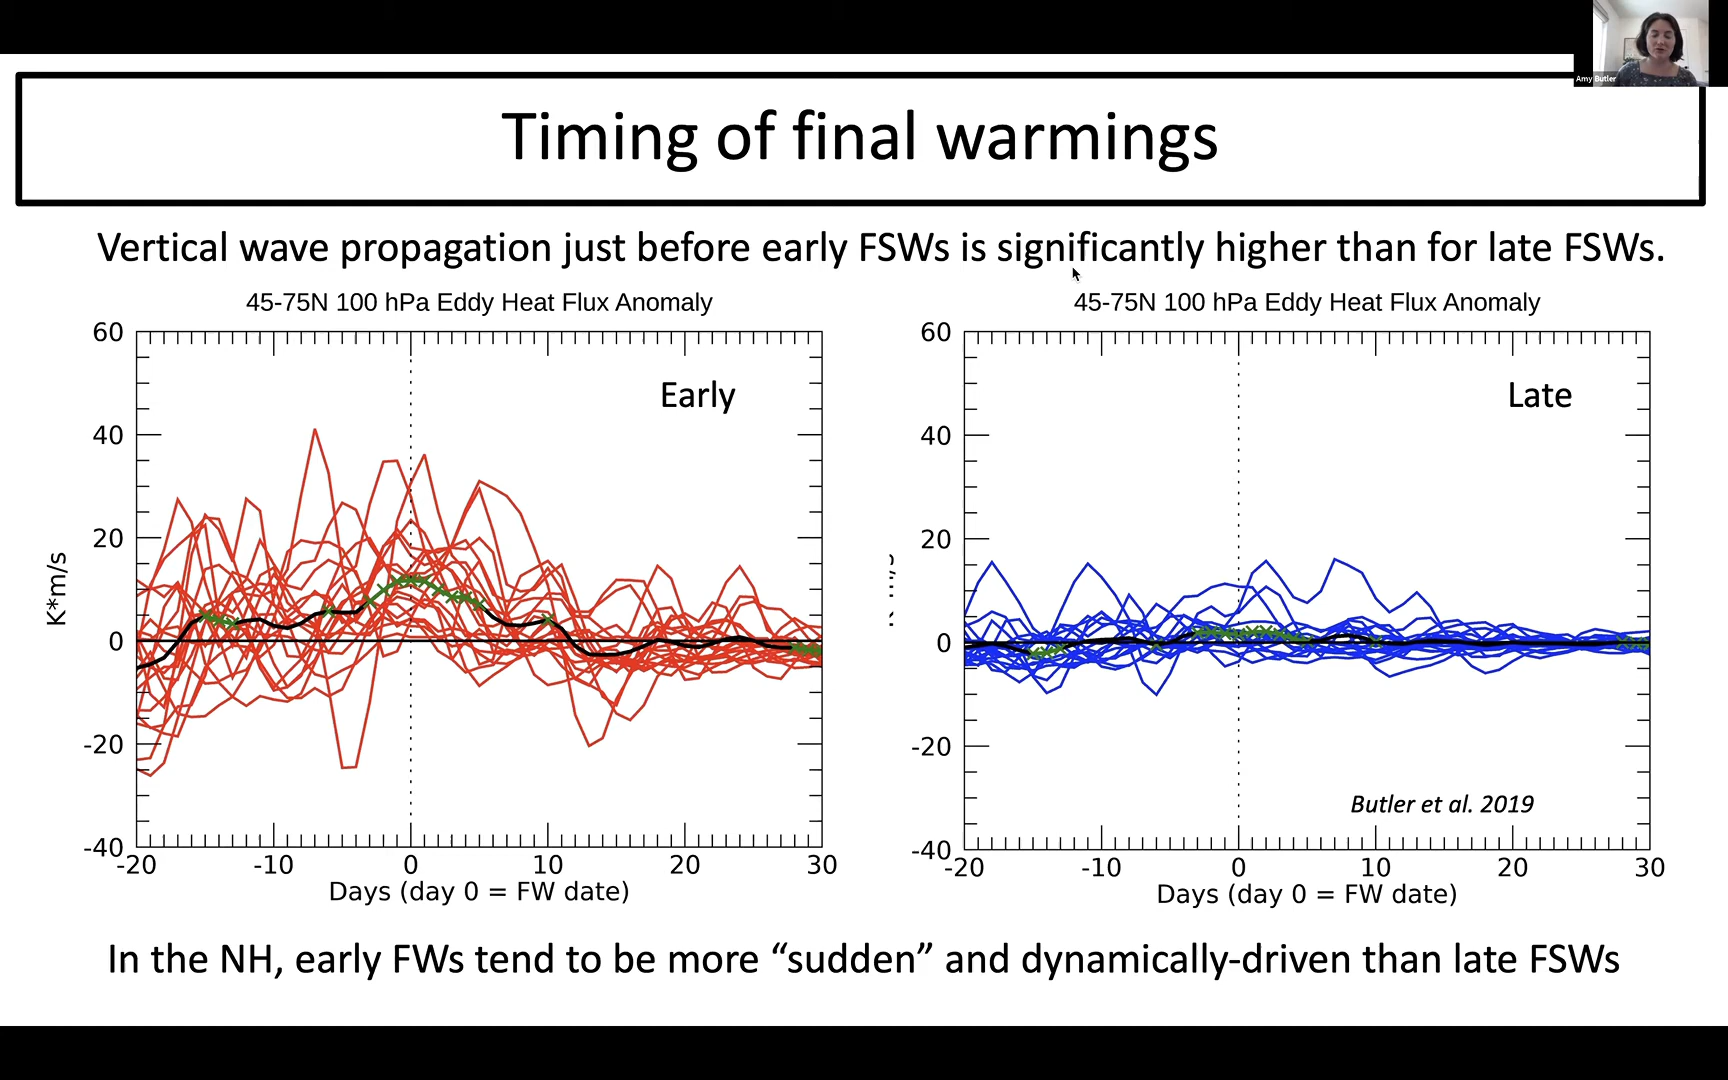 Amy Butler
Timing of final warmings
Vertical wave propagation just before early FSWs is significantly higher than for late FSWs.
45-75N 100 hPa Eddy Heat Flux Anomaly
60
40
20
0
-20
-40
K*m/s
Early
-20 -10 0 10 20 30
Days (day 0 = FW date)
45-75N 100 hPa Eddy Heat Flux Anomaly
60
40
20
0
-20
-40
Late
Butler et al. 2019
-20 -10 0 10 20 30
Days (day 0 = FW date)
In the NH, early FWs tend to be more “sudden” and dynamically-driven than late FSWs